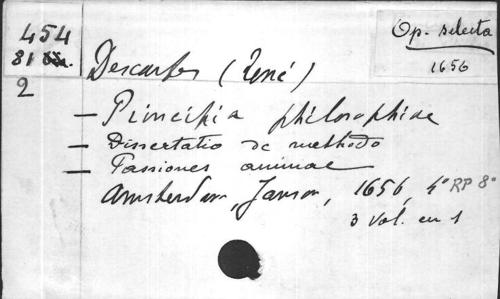 454
81
2
Op. selecta
1656
Descartes (René)
— Principia philosophiae
— Dissertatio de methodo
— Passiones animae
Amsterdam, Janson, 1656, 4° RP 8°
3 vol. en 1